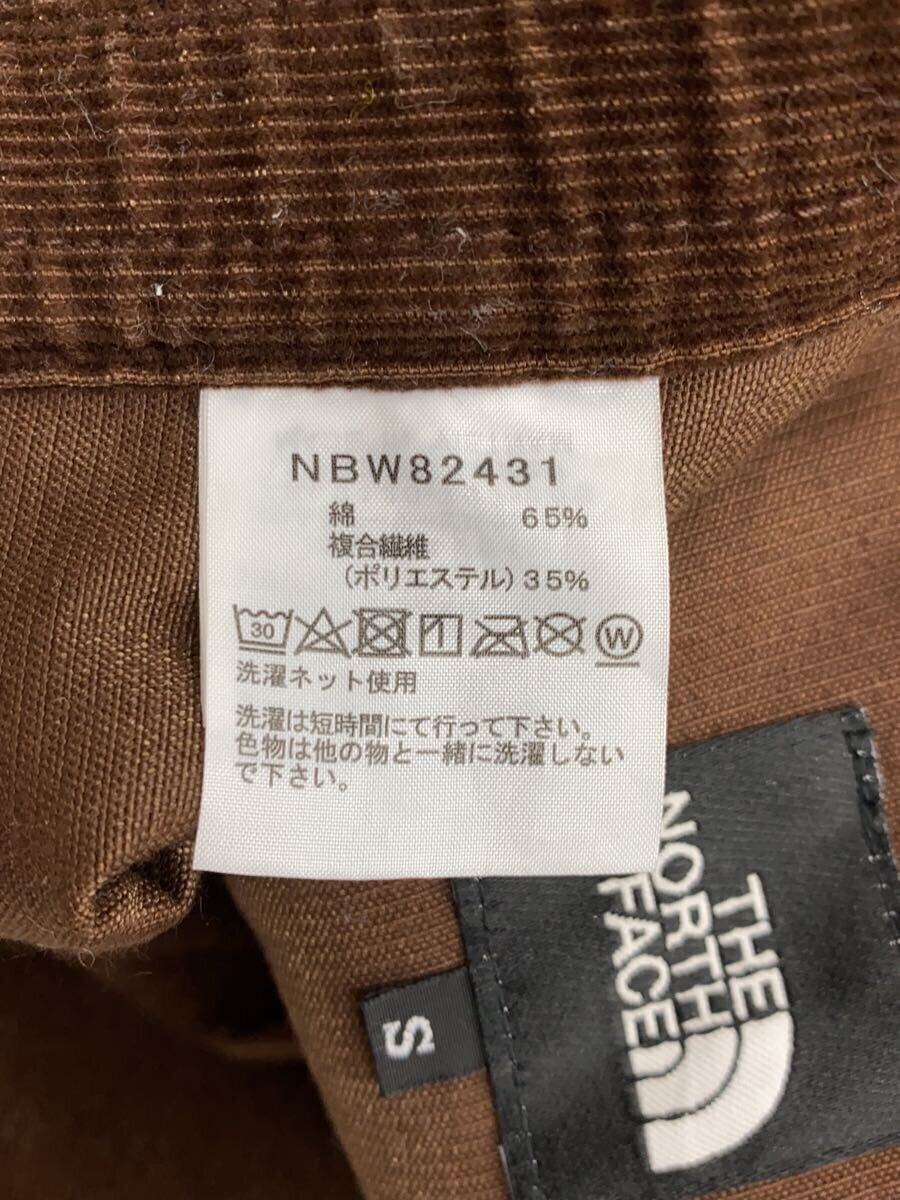 NBW82431
綿 65%
複合繊維
(ポリエステル) 35%
30
W
洗濯ネット使用
洗濯は短時間にて行って下さい。
色物は他の物と一緒に洗濯しない
で下さい。
THE
NORTH
FACE
S